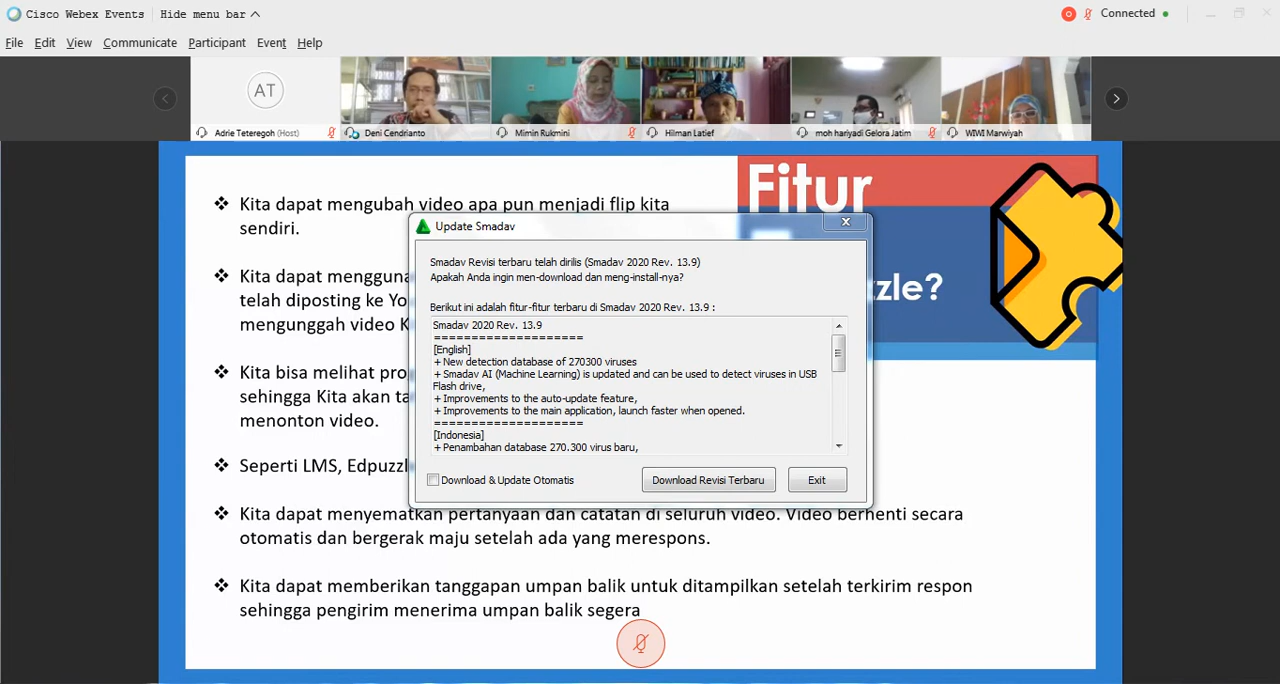 Cisco Webex Events
Hide menu bar
Connected
File Edit View Communicate Participant Event Help
AT
Adrie Teteregoh (Host)
Deni Cendrianto
Mimin Rukmini
Hilman Latief
moh hariyadi Gelora Jatim
WIWI Marwiyah
Fitur
zle?
Kita dapat mengubah video apa pun menjadi flip kita
sendiri.
Kita dapat mengguna
telah diposting ke Yo
mengunggah video K
Kita bisa melihat pro
sehingga Kita akan ta
menonton video.
Seperti LMS, Edpuzzl
Kita dapat menyematkan pertanyaan dan catatan di seluruh video. Video berhenti secara
otomatis dan bergerak maju setelah ada yang merespons.
Kita dapat memberikan tanggapan umpan balik untuk ditampilkan setelah terkirim respon
sehingga pengirim menerima umpan balik segera
Update Smadav
Smadav Revisi terbaru telah dirilis (Smadav 2020 Rev. 13.9)
Apakah Anda ingin men-download dan meng-install-nya?
Berikut ini adalah fitur-fitur terbaru di Smadav 2020 Rev. 13.9 :
Smadav 2020 Rev. 13.9
====================
[English]
+ New detection database of 270300 viruses
+ Smadav AI (Machine Learning) is updated and can be used to detect viruses in USB
Flash drive,
+ Improvements to the auto-update feature,
+ Improvements to the main application, launch faster when opened.
====================
[Indonesia]
+ Penambahan database 270.300 virus baru,
Download & Update Otomatis
Download Revisi Terbaru
Exit